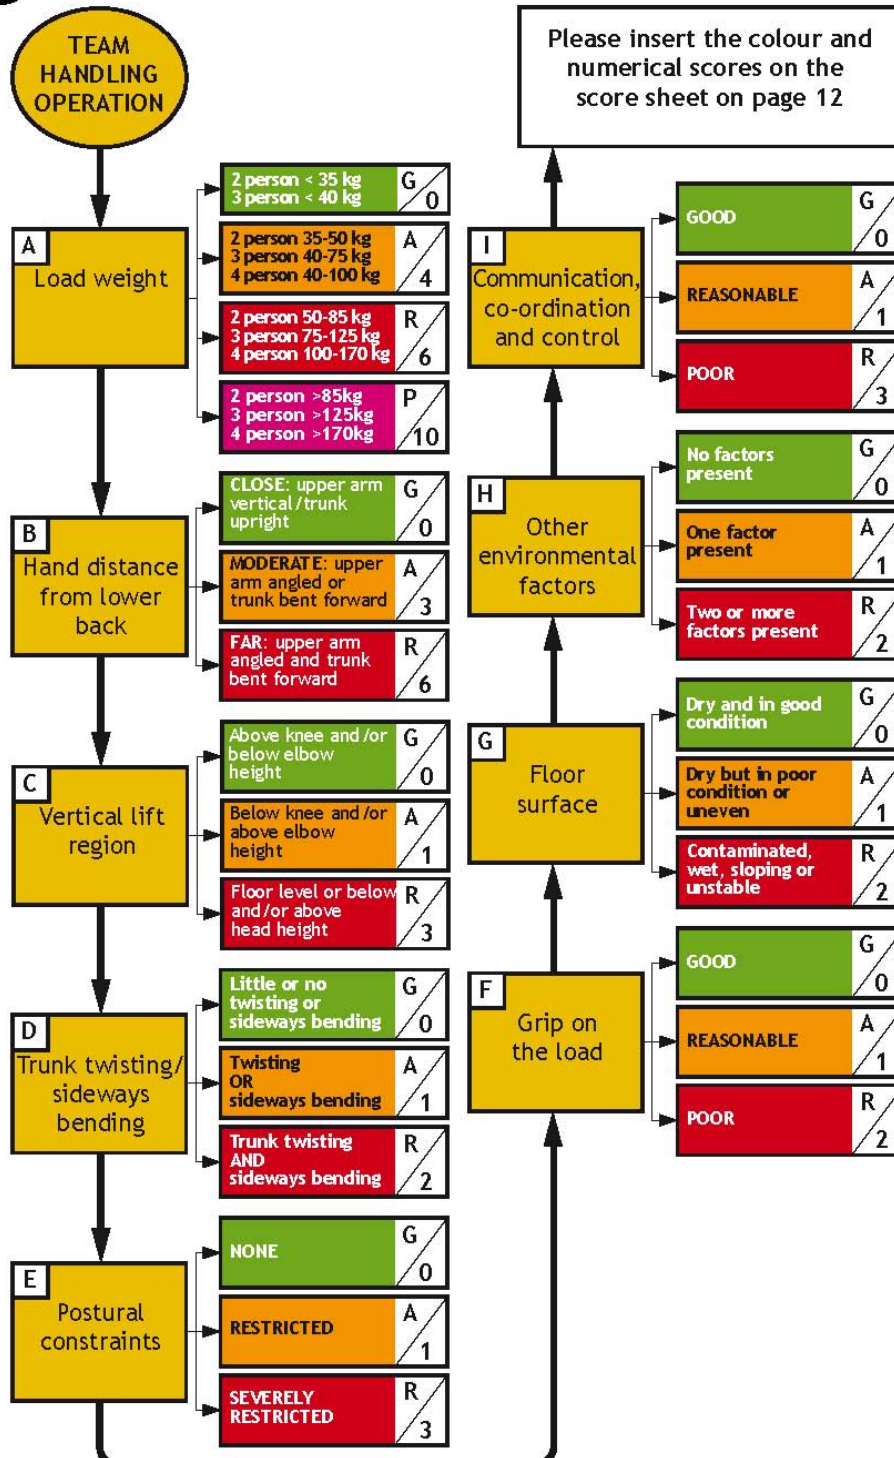 TEAM
HANDLING
OPERATION
A
Load weight
2 person < 35 kg
3 person < 40 kg
G
0
2 person 35-50 kg
3 person 40-75 kg
4 person 40-100 kg
A
4
2 person 50-85 kg
3 person 75-125 kg
4 person 100-170 kg
R
6
2 person >85kg
3 person >125kg
4 person >170kg
P
10
B
Hand distance
from lower
back
CLOSE: upper arm
vertical/trunk
upright
G
0
MODERATE: upper
arm angled or
trunk bent forward
A
3
FAR: upper arm
angled and trunk
bent forward
R
6
C
Vertical lift
region
Above knee and/or
below elbow
height
G
0
Below knee and/or
above elbow
height
A
1
Floor level or below
and/or above
head height
R
3
D
Trunk twisting/
sideways
bending
Little or no
twisting or
sideways bending
G
0
Twisting
OR
sideways bending
A
1
Trunk twisting
AND
sideways bending
R
2
E
Postural
constraints
NONE
G
0
RESTRICTED
A
1
SEVERELY
RESTRICTED
R
3
F
Grip on
the load
GOOD
G
0
REASONABLE
A
1
POOR
R
2
G
Floor
surface
Dry and in good
condition
G
0
Dry but in poor
condition or
uneven
A
1
Contaminated,
wet, sloping or
unstable
R
2
H
Other
environmental
factors
No factors
present
G
0
One factor
present
A
1
Two or more
factors present
R
2
I
Communication,
co-ordination
and control
GOOD
G
0
REASONABLE
A
1
POOR
R
3
Please insert the colour and
numerical scores on the
score sheet on page 12